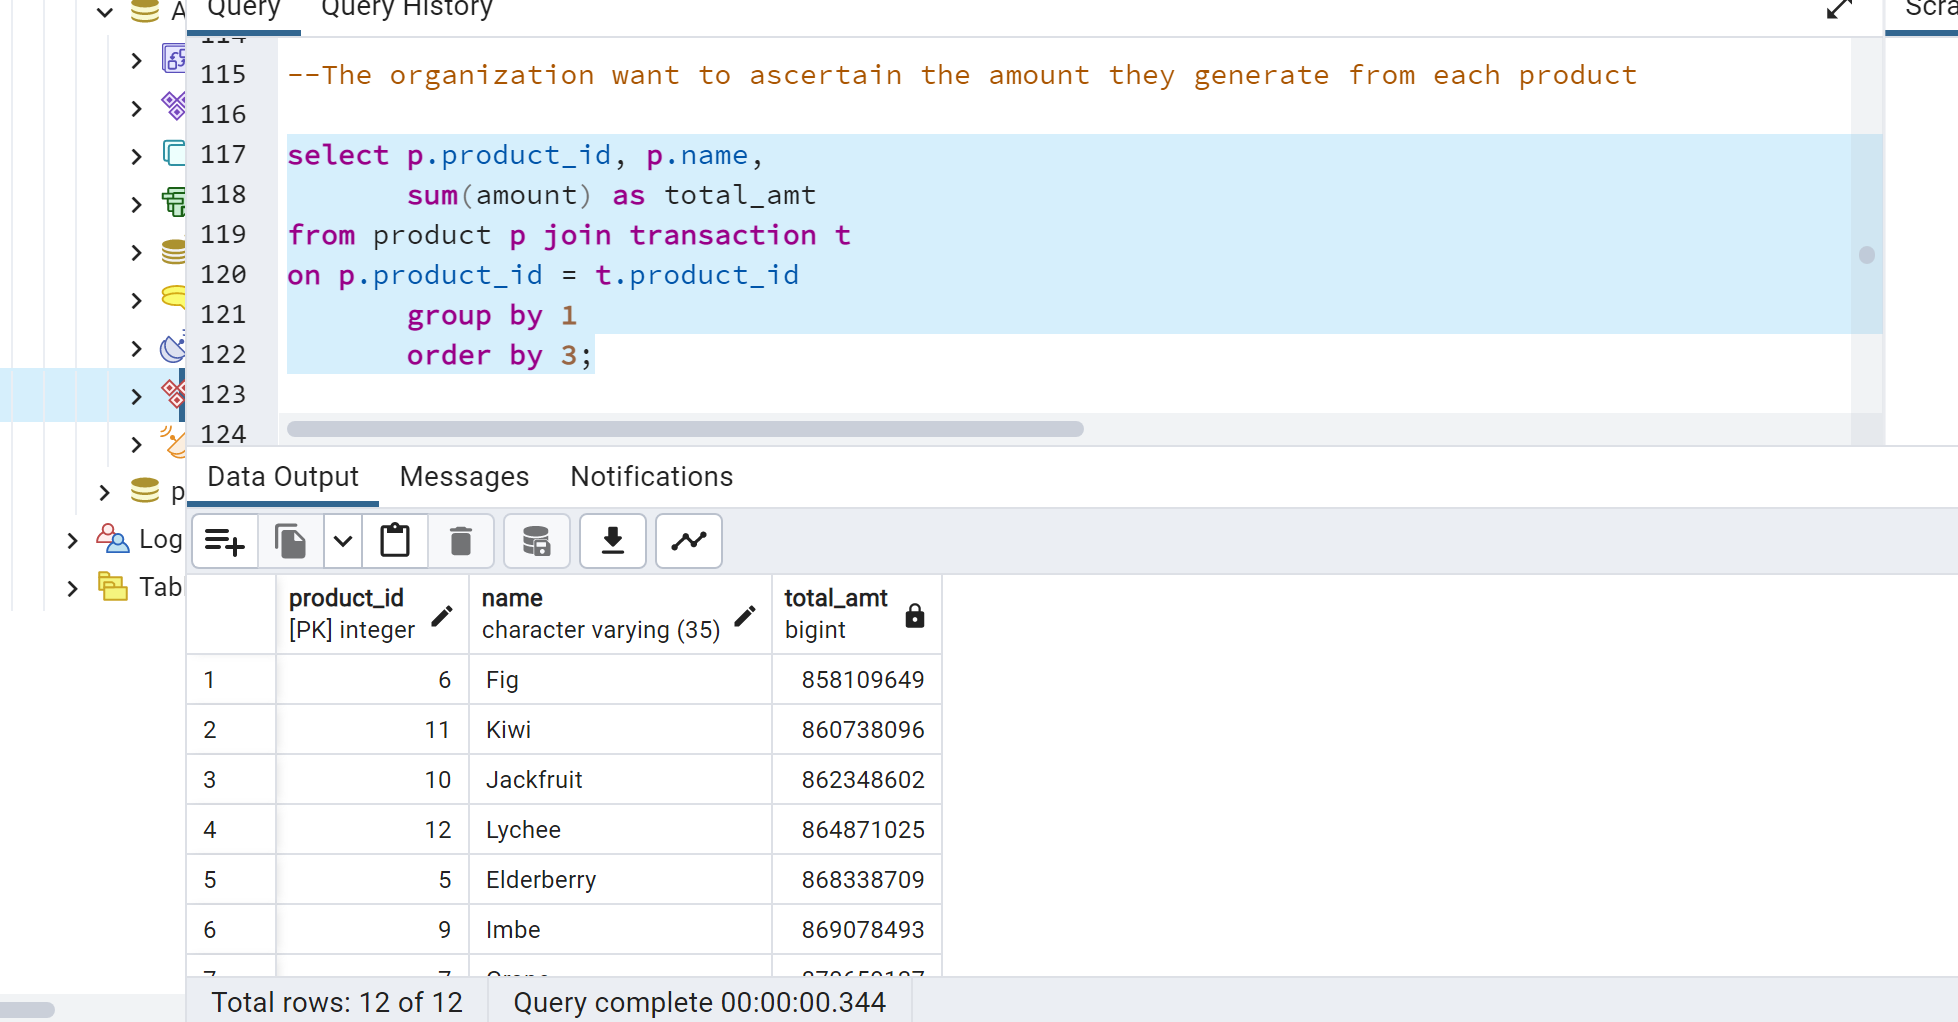 A
Query Query History
Scra
114
115 --The organization want to ascertain the amount they generate from each product
116
117 select p.product_id, p.name,
118 sum(amount) as total_amt
119 from product p join transaction t
120 on p.product_id = t.product_id
121 group by 1
122 order by 3;
123
124
p
Log
Tab
Data Output Messages Notifications
product_id name total_amt
[PK] integer character varying (35) bigint
1 6 Fig 858109649
2 11 Kiwi 860738096
3 10 Jackfruit 862348602
4 12 Lychee 864871025
5 5 Elderberry 868338709
6 9 Imbe 869078493
7 7
Total rows: 12 of 12 Query complete 00:00:00.344